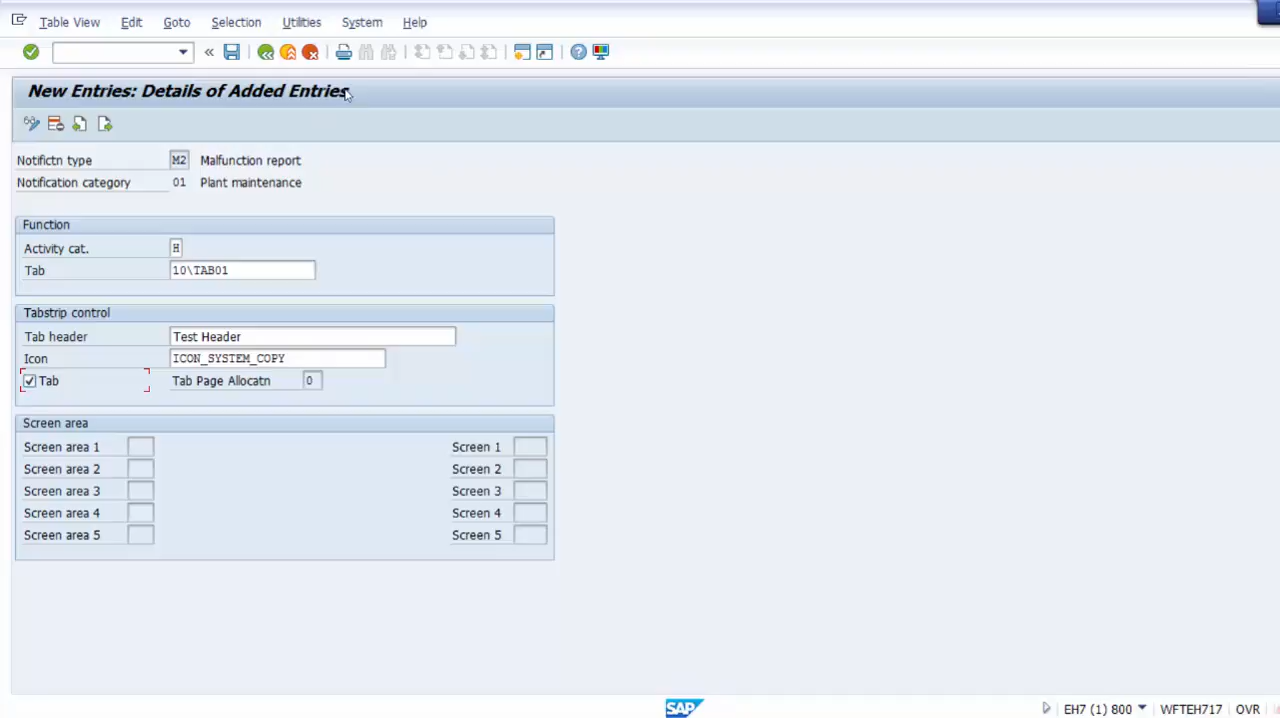 Table View Edit Goto Selection Utilities System Help
New Entries: Details of Added Entries
Notifictn type M2 Malfunction report
Notification category 01 Plant maintenance
Function
Activity cat. H
Tab 10\TAB01
Tabstrip control
Tab header Test Header
Icon ICON_SYSTEM_COPY
Tab Tab Page Allocatn 0
Screen area
Screen area 1 Screen 1
Screen area 2 Screen 2
Screen area 3 Screen 3
Screen area 4 Screen 4
Screen area 5 Screen 5
SAP EH7 (1) 800 WFTEH717 OVR